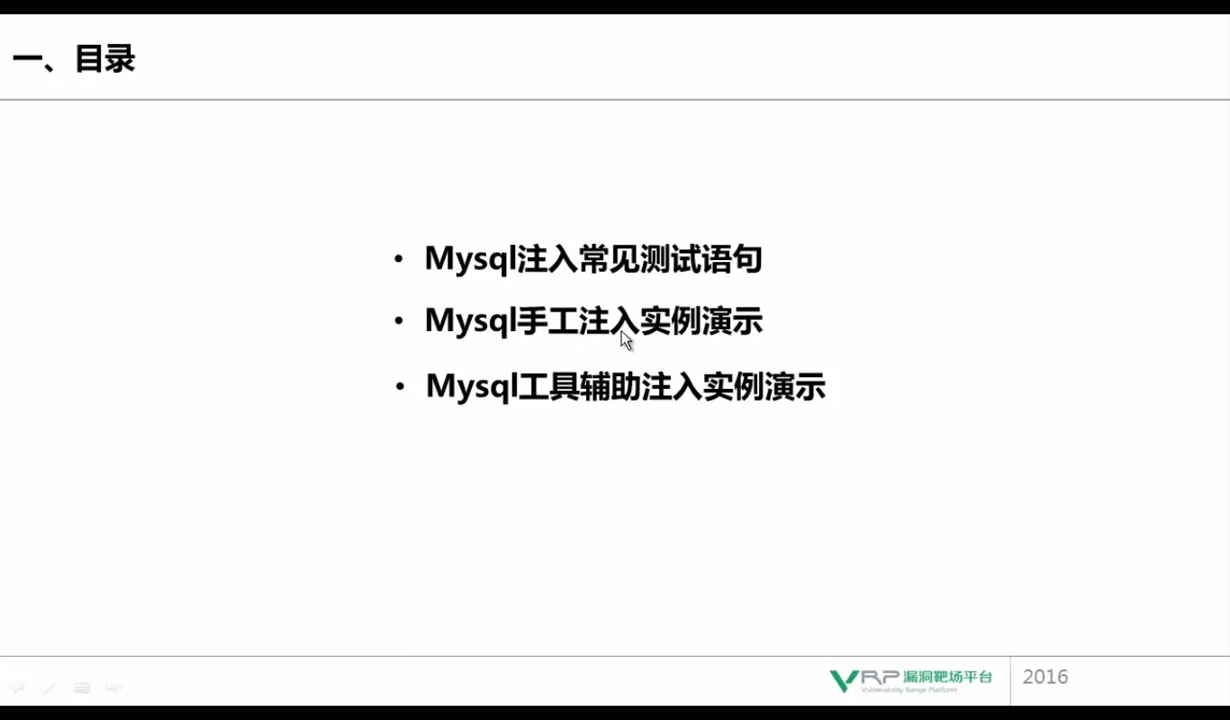 一、目录
• Mysql注入常见测试语句
• Mysql手工注入实例演示
• Mysql工具辅助注入实例演示
VRP 漏洞靶场平台
Vulnerability Range Platform
2016